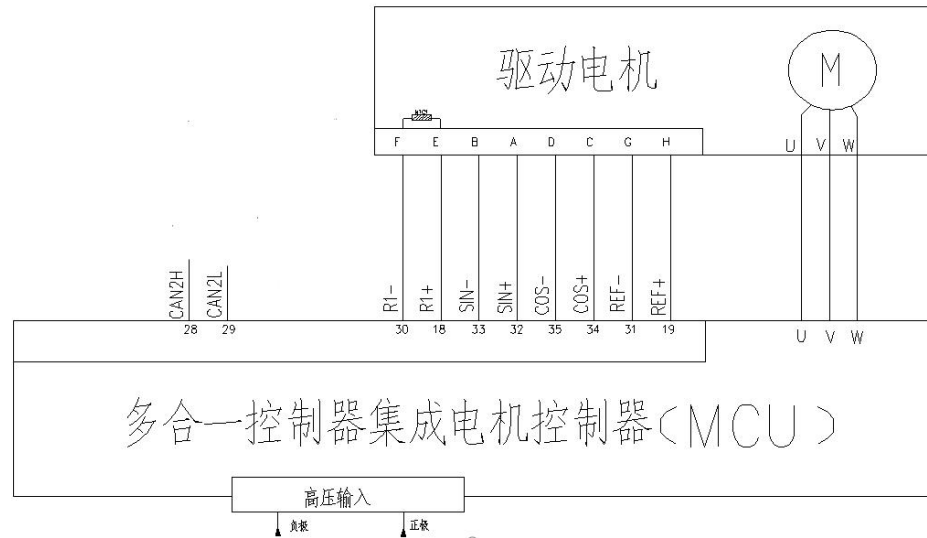 驱动电机
M
F E B A D C G H
U V W
CAN2H CAN2L R1- R1+ SIN- SIN+ COS- COS+ REF- REF+
28 29 30 18 33 32 35 34 31 19
U V W
多合一控制器集成电机控制器(MCU)
高压输入
负极 正极